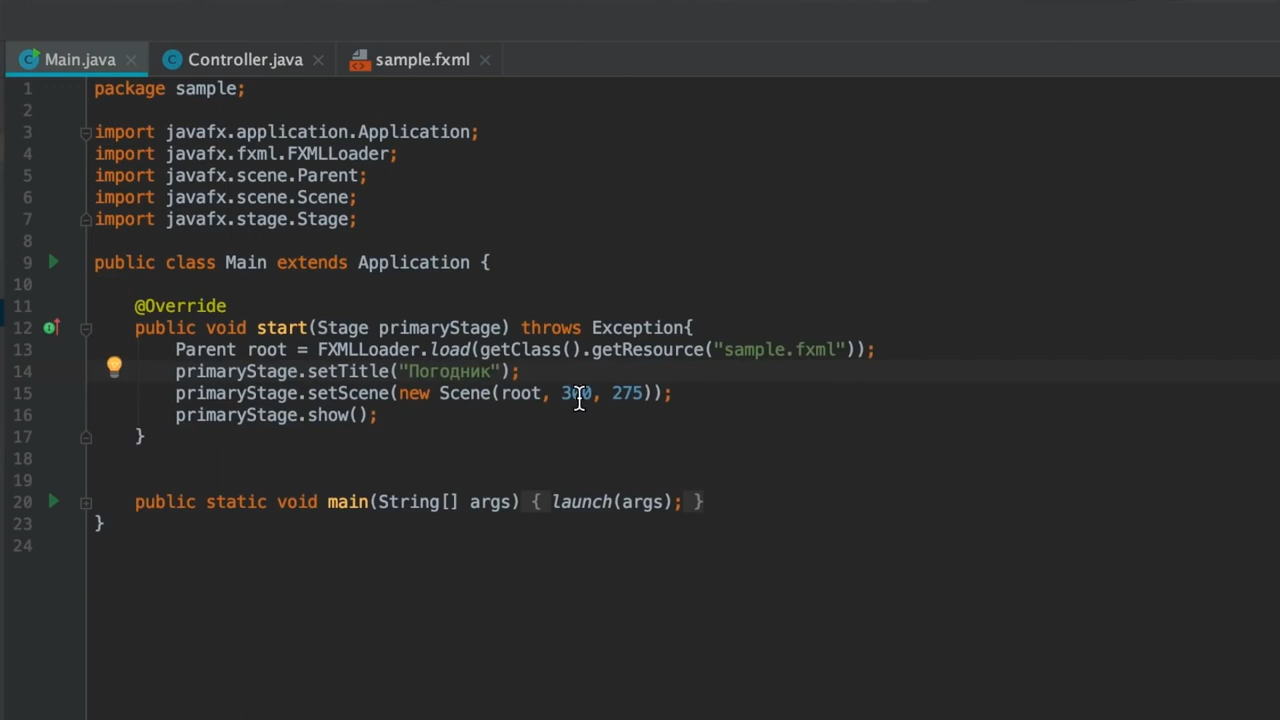 Main.java Controller.java sample.fxml
1 package sample;
2
3 import javafx.application.Application;
4 import javafx.fxml.FXMLLoader;
5 import javafx.scene.Parent;
6 import javafx.scene.Scene;
7 import javafx.stage.Stage;
8
9 public class Main extends Application {
10
11 @Override
12 public void start(Stage primaryStage) throws Exception{
13 Parent root = FXMLLoader.load(getClass().getResource("sample.fxml"));
14 primaryStage.setTitle("Погодник");
15 primaryStage.setScene(new Scene(root, 300, 275));
16 primaryStage.show();
17 }
18
19
20 public static void main(String[] args) { launch(args); }
23 }
24